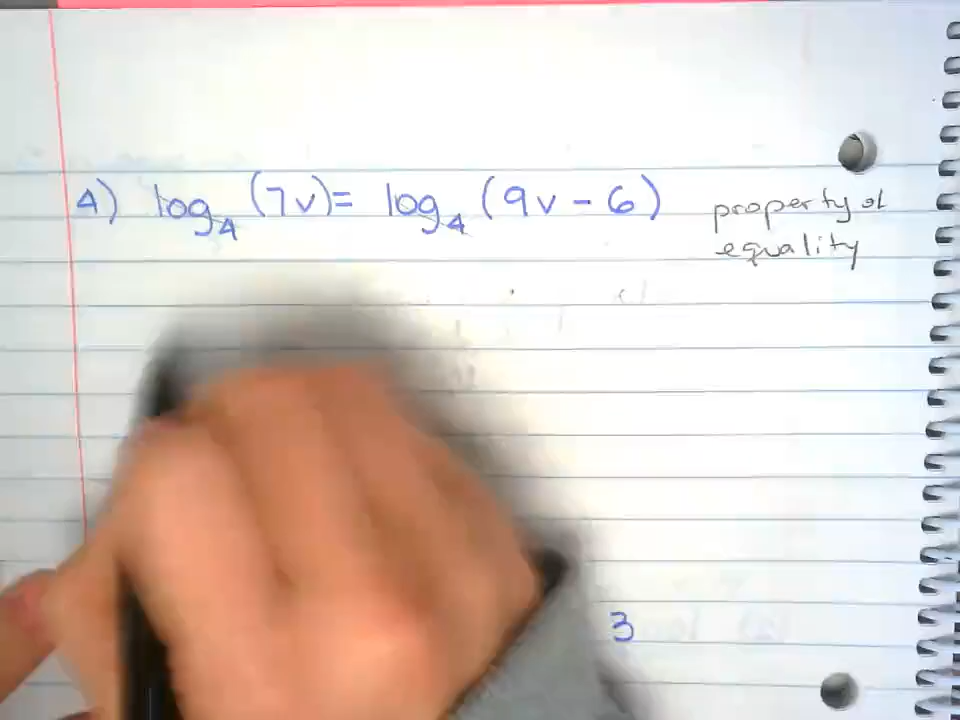 4) log₄ (7v) = log₄ (9v - 6)
property of
equality
3